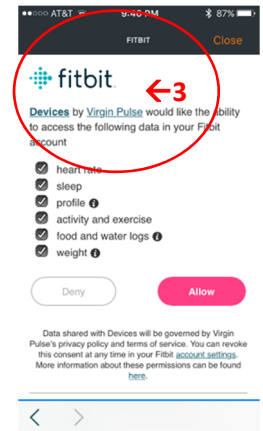 AT&T 9:40 PM 87%
FITBIT Close
fitbit
3
Devices by Virgin Pulse would like the ability
to access the following data in your Fitbit
account
heart rate
sleep
profile
activity and exercise
food and water logs
weight
Deny Allow
Data shared with Devices will be governed by Virgin
Pulse's privacy policy and terms of service. You can revoke
this consent at any time in your Fitbit account settings.
More information about these permissions can be found
here.